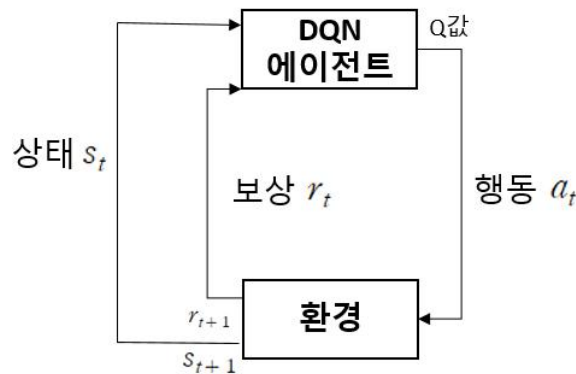 DQN
에이전트
Q값
상태 s_t
보상 r_t
행동 a_t
환경
r_{t+1}
s_{t+1}